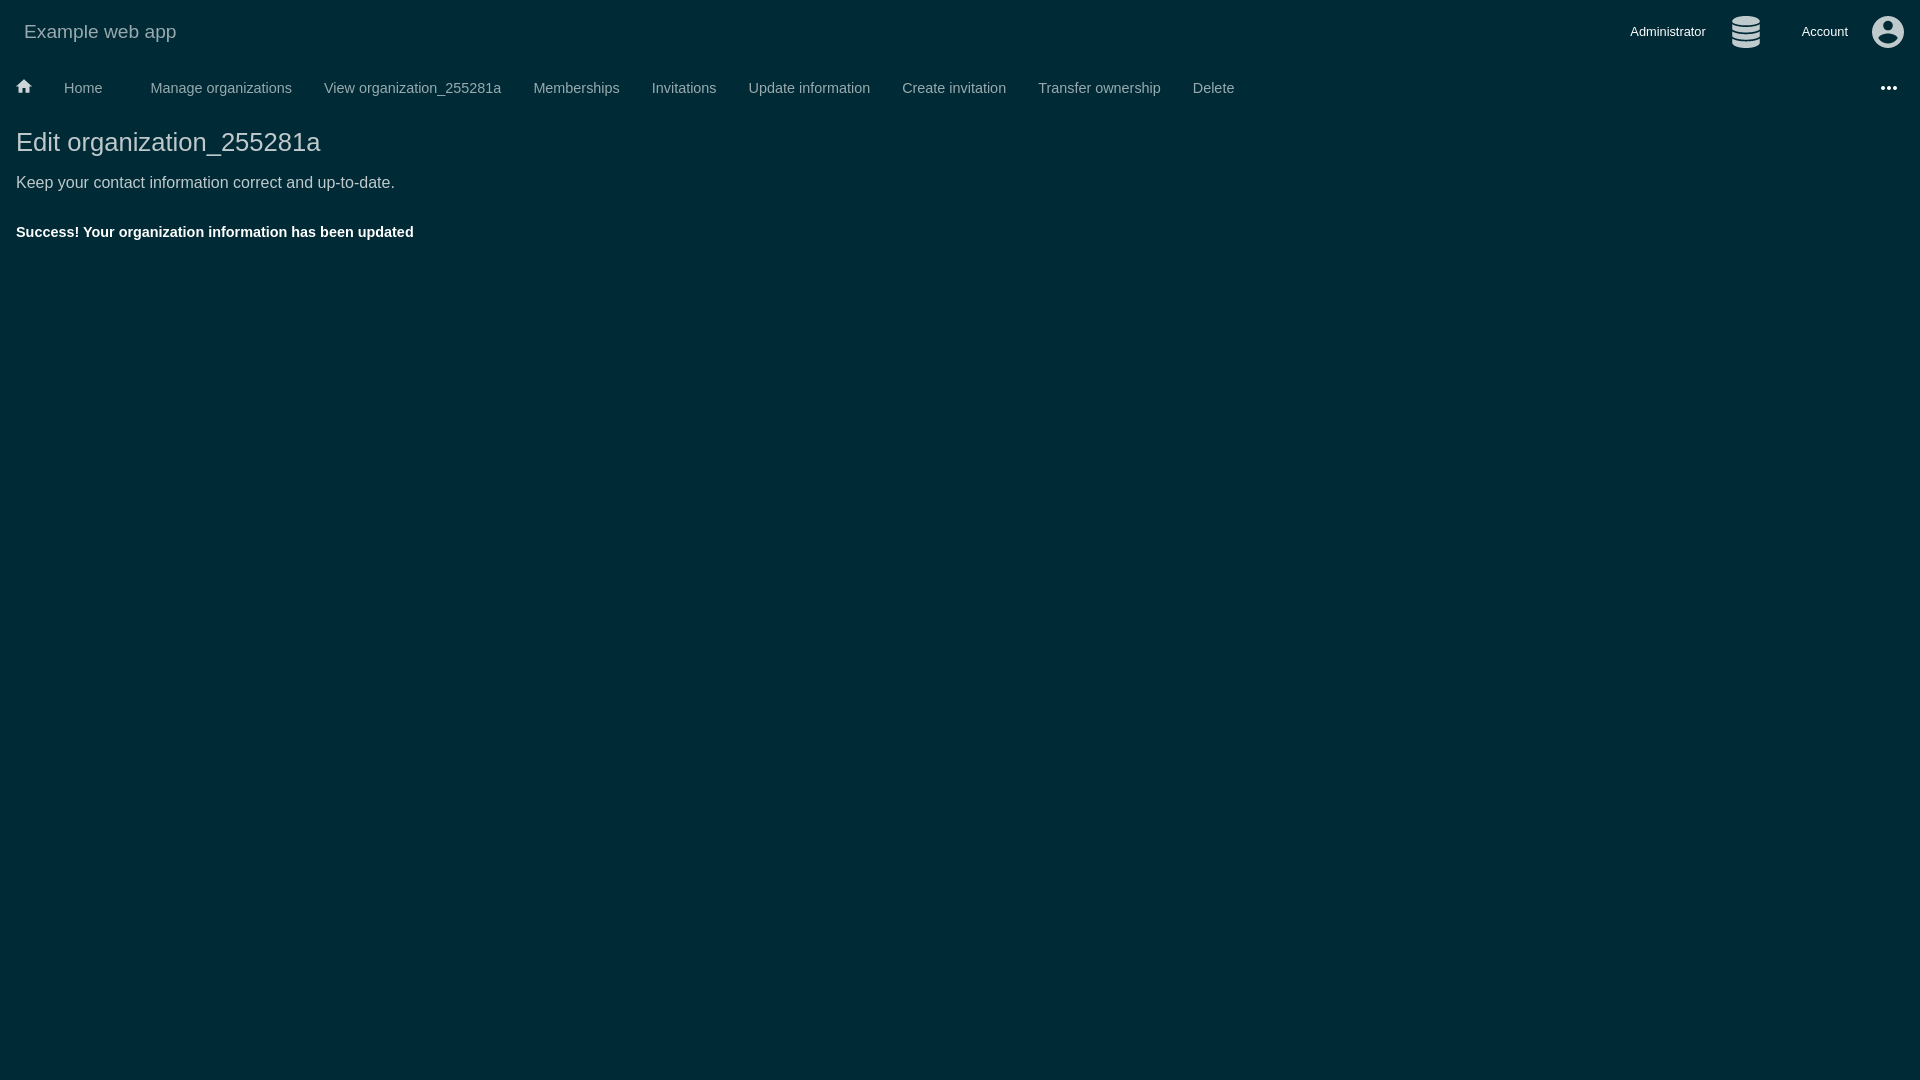 Example web app
Administrator
Account
Home
Manage organizations
View organization_255281a
Memberships
Invitations
Update information
Create invitation
Transfer ownership
Delete
Edit organization_255281a
Keep your contact information correct and up-to-date.
Success! Your organization information has been updated